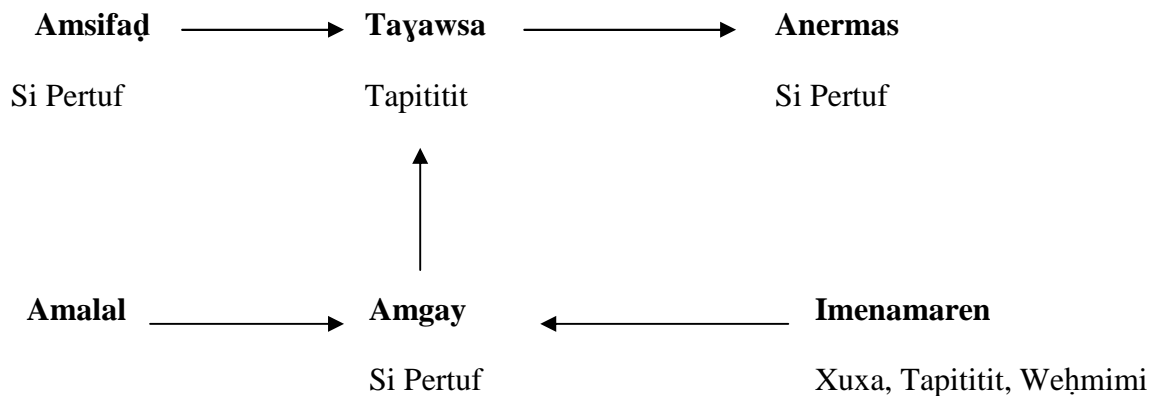 Amsifaḍ Taɣawsa Anermas
Si Pertuf Tapititit Si Pertuf
Amalal Amgay Imenamaren
Si Pertuf Xuxa, Tapititit, Weḥmimi